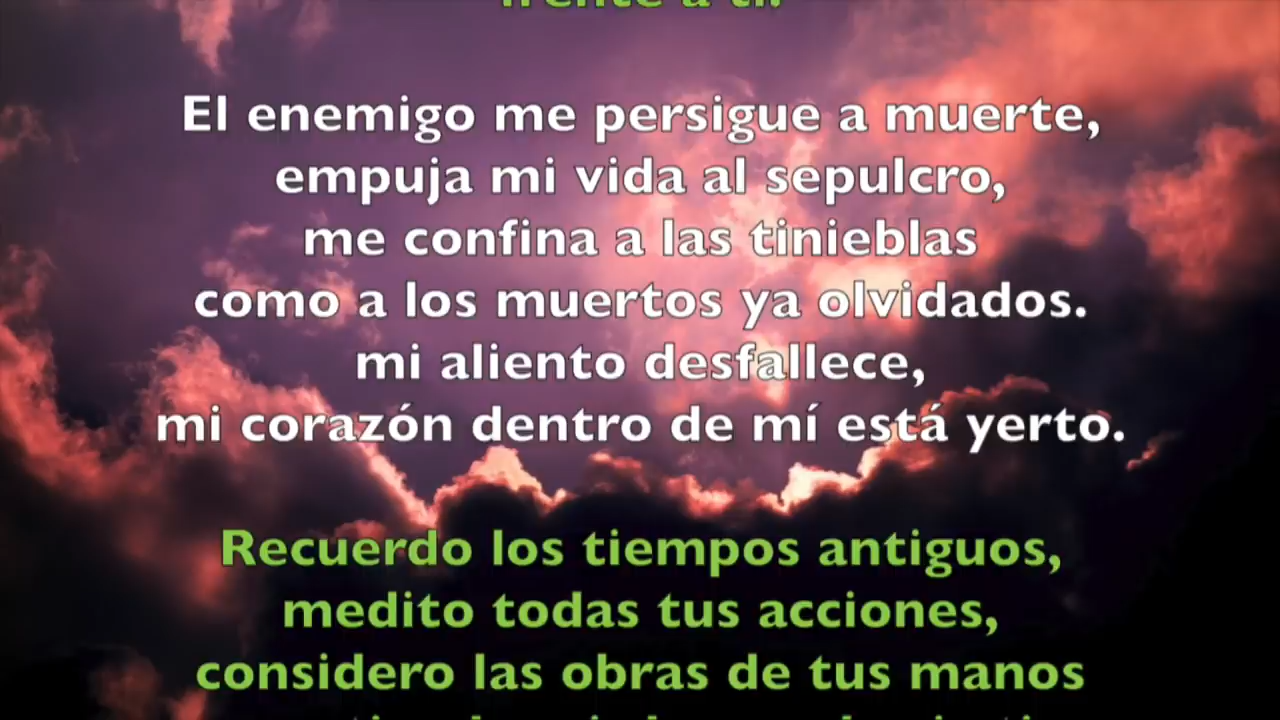 frente a ti.
El enemigo me persigue a muerte,
empuja mi vida al sepulcro,
me confina a las tinieblas
como a los muertos ya olvidados.
mi aliento desfallece,
mi corazón dentro de mí está yerto.
Recuerdo los tiempos antiguos,
medito todas tus acciones,
considero las obras de tus manos